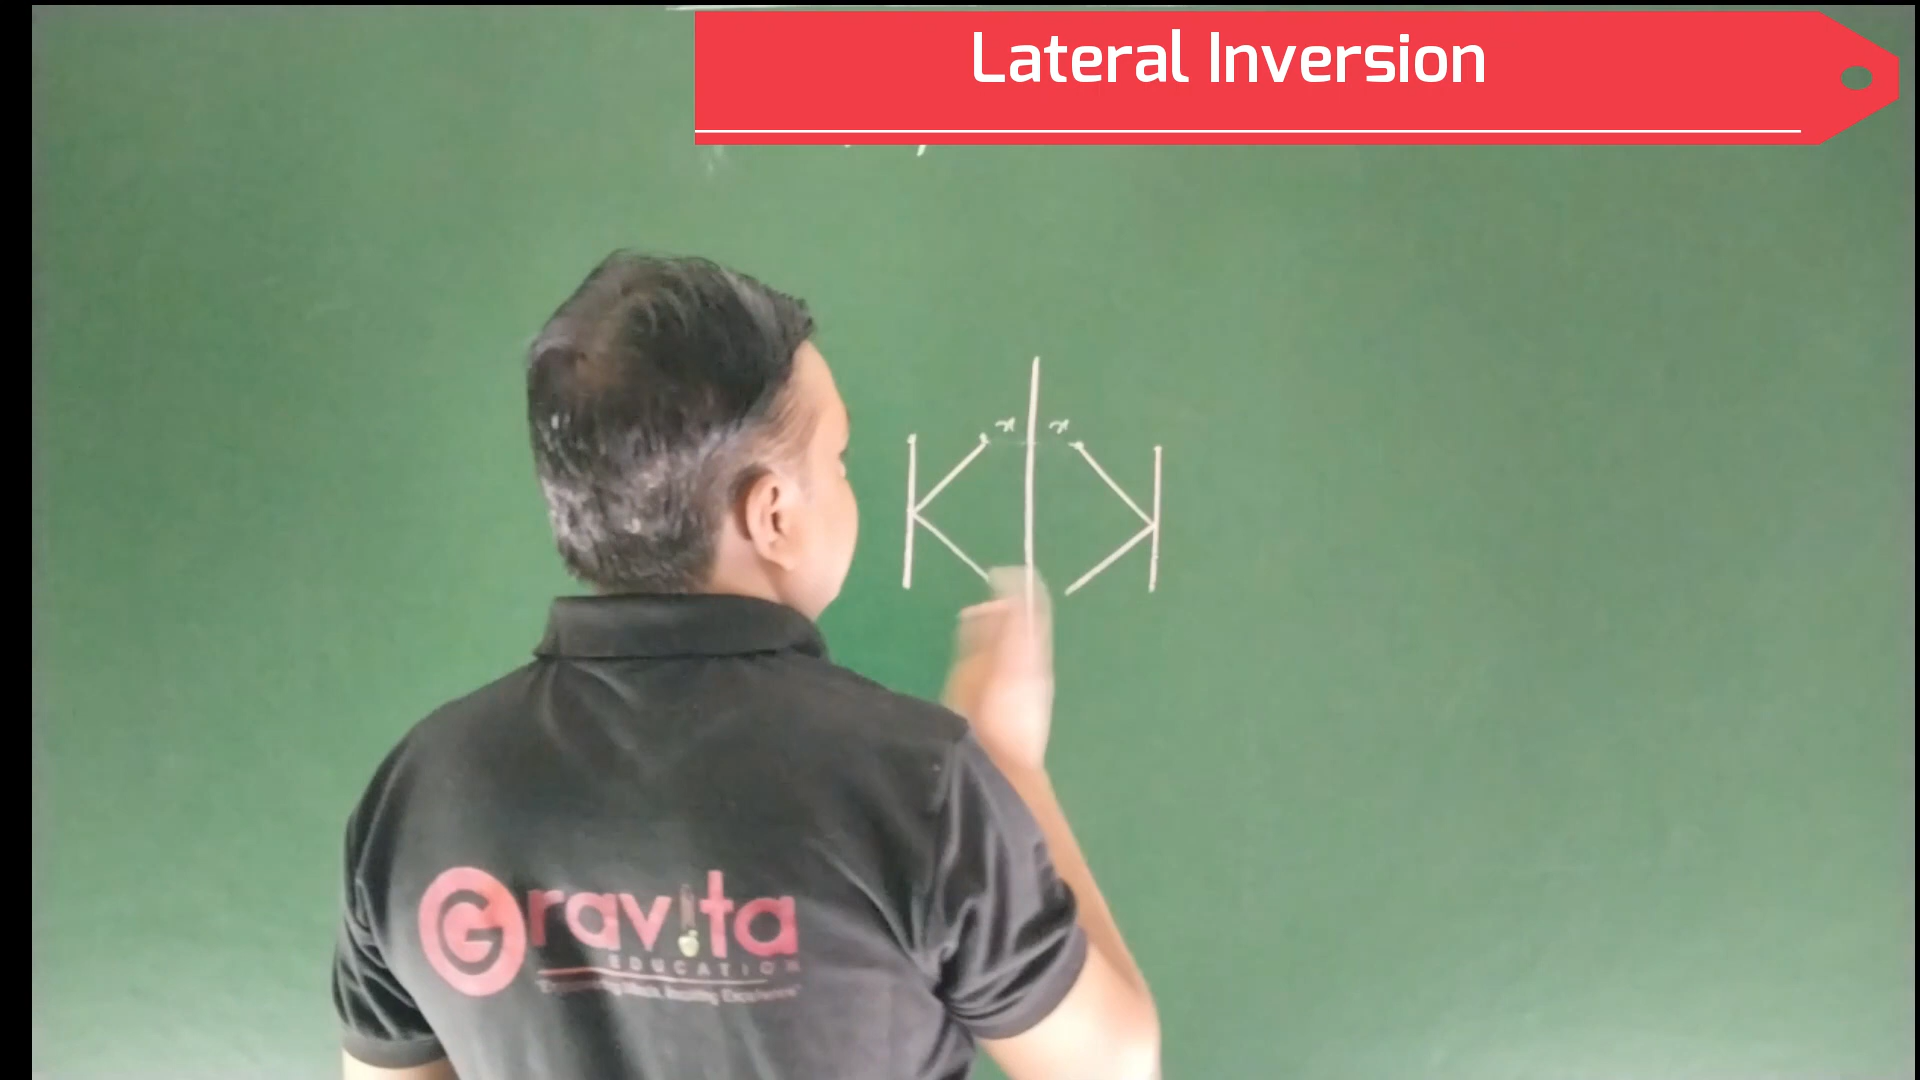 Lateral Inversion
x x
K
Gravita
EDUCATION